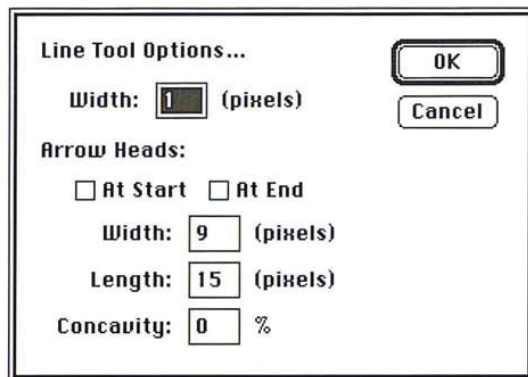 Line Tool Options...
OK
Width: 1 (pixels)
Cancel
Arrow Heads:
At Start At End
Width: 9 (pixels)
Length: 15 (pixels)
Concavity: 0 %